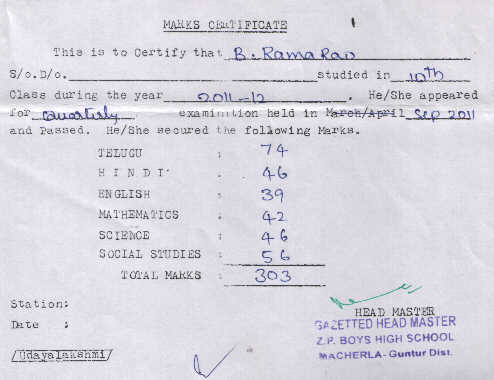 MARKS CERTIFICATE
This is to Certify that B. Rama Rao
S/o.D/o. studied in 10th
Class during the year 2011-12 . He/She appeared
for Quarterly examination held in March/April Sep 2011
and Passed. He/She secured the following Marks.
TELUGU : 74
HINDI : 46
ENGLISH : 39
MATHEMATICS : 42
SCIENCE : 46
SOCIAL STUDIES : 56
TOTAL MARKS : 303
Station:
Date :
HEAD MASTER
GAZETTED HEAD MASTER
Z.P. BOYS HIGH SCHOOL
MACHERLA- Guntur Dist.
/Udayalakshmi/